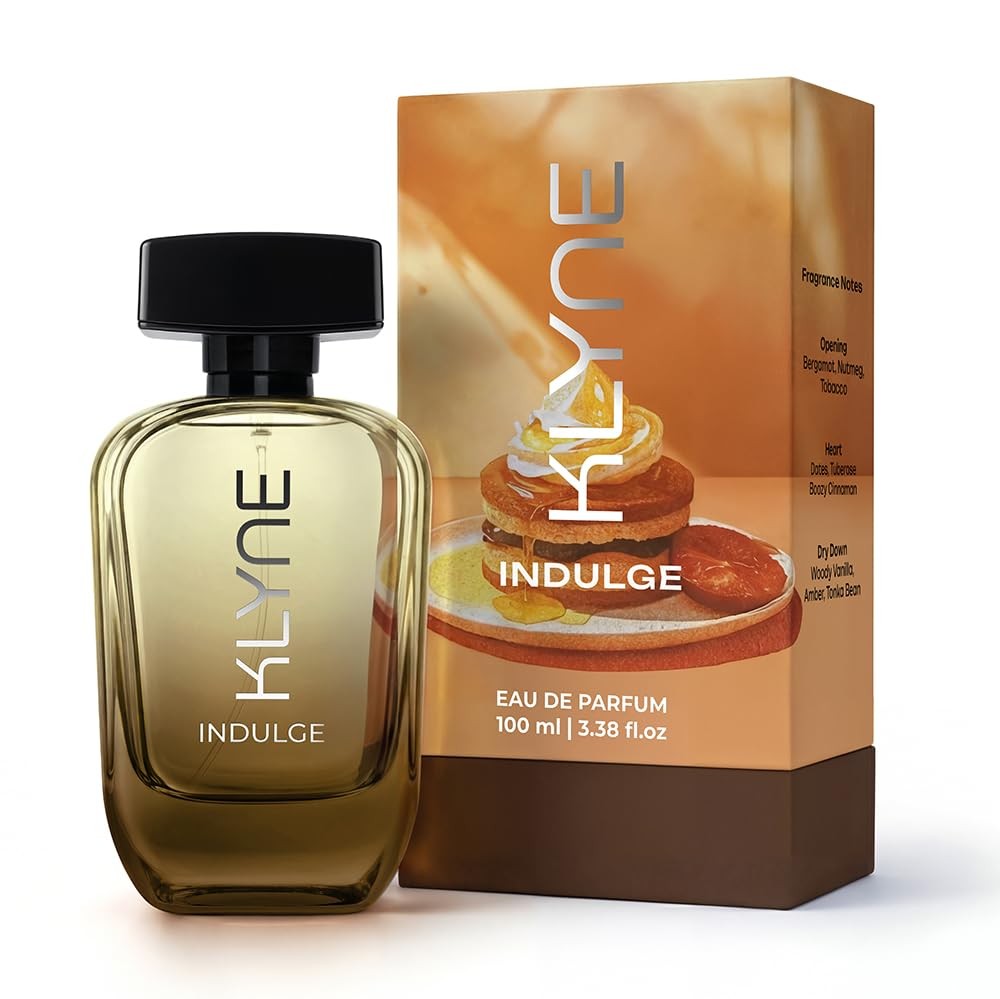 KLYNE
INDULGE
KLYNE
INDULGE
EAU DE PARFUM
100 ml | 3.38 fl.oz
Fragrance Notes
Opening
Bergamot, Nutmeg,
Tobacco
Heart
Dates, Tuberose
Boozy Cinnamon
Dry Down
Woody Vanilla,
Amber, Tonka Bean